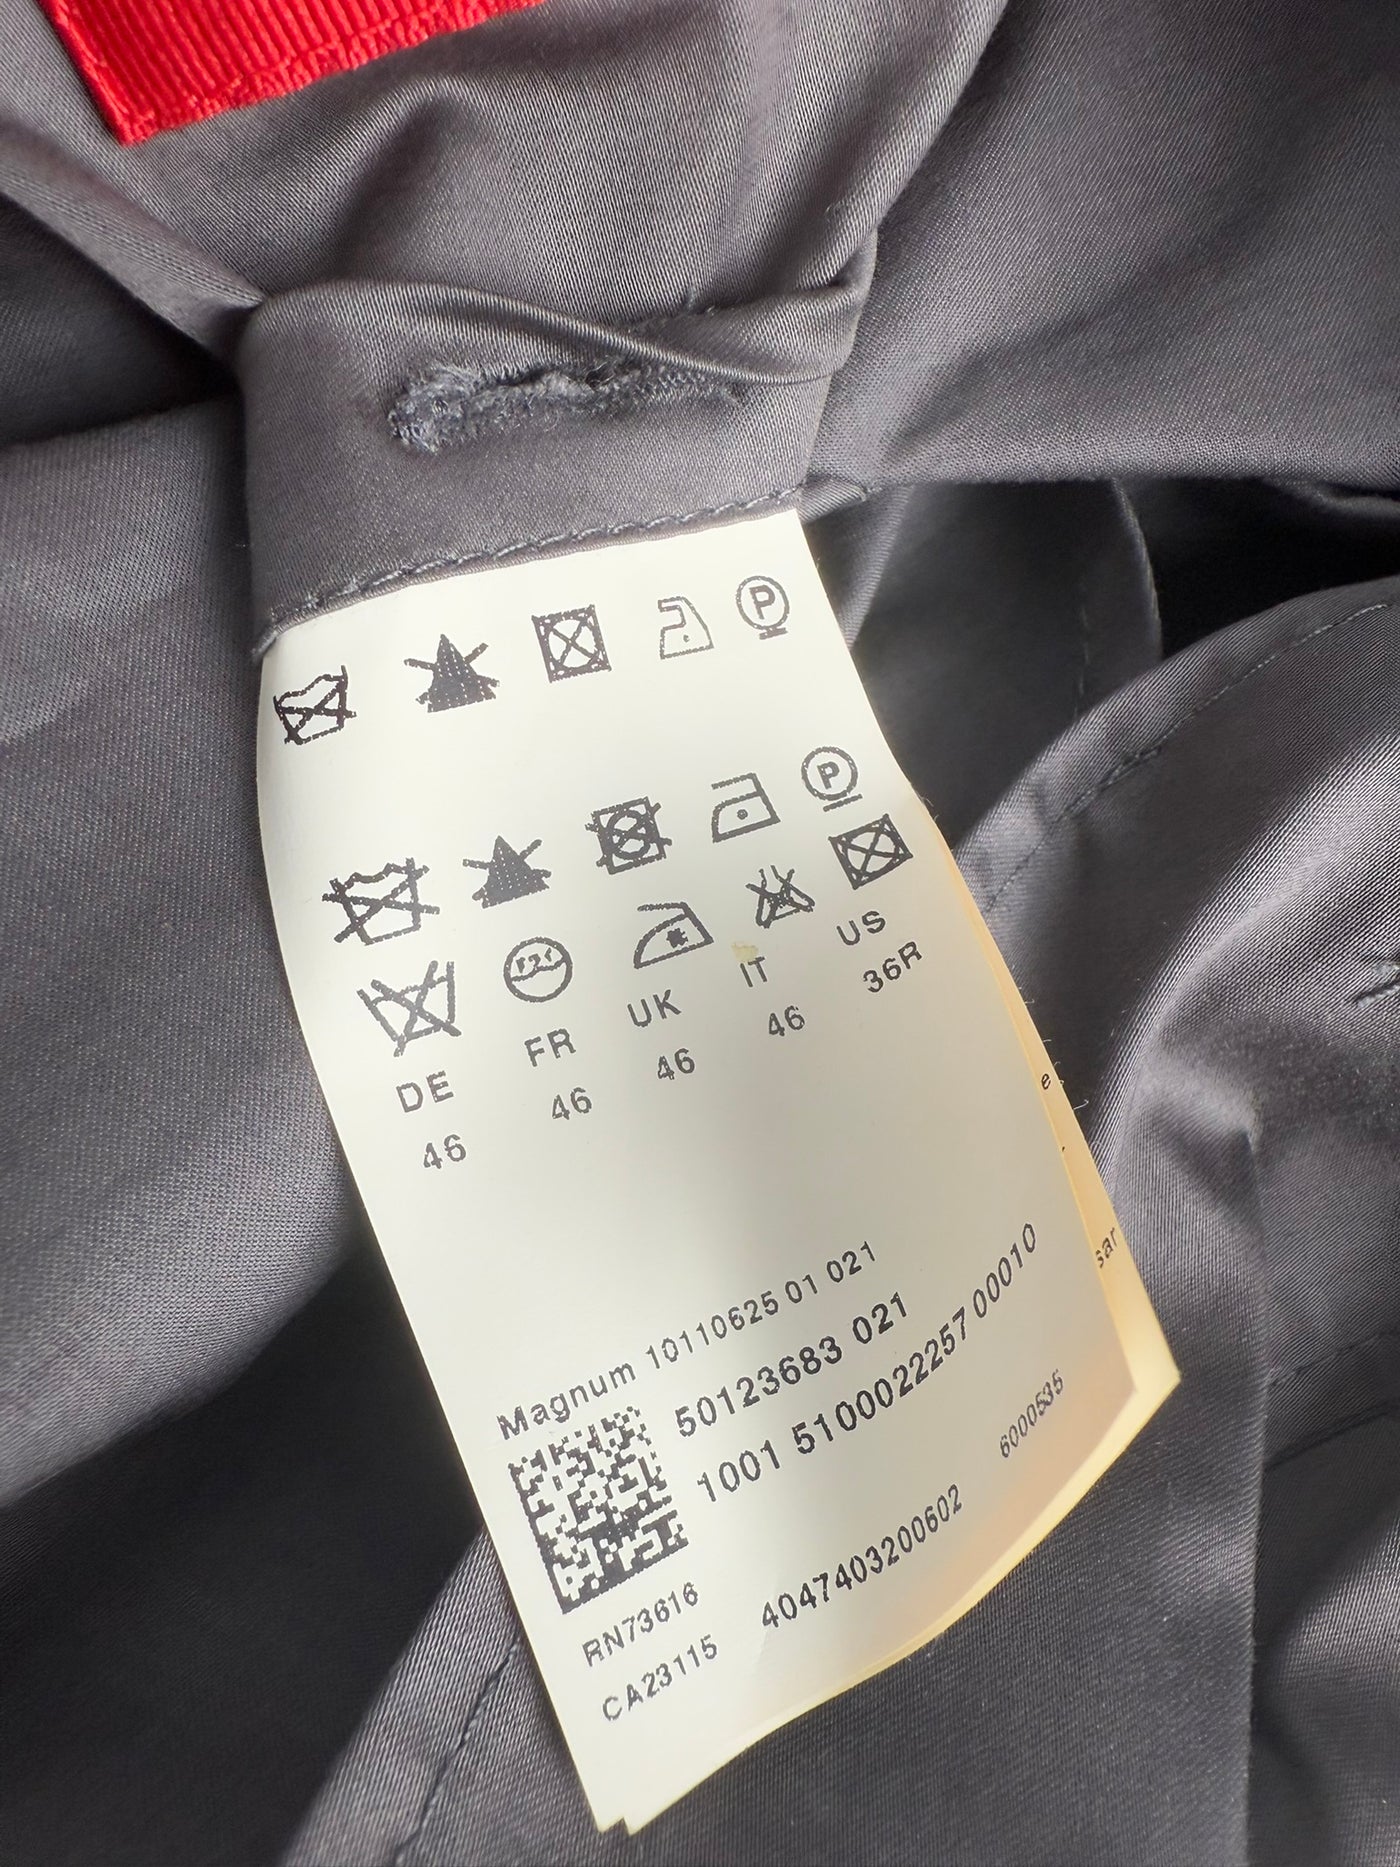 P
P
DE FR UK IT US
46 46 46 46 36R
Magnum 10110625 01 021
50123683 021
1001 5100022257 00010
6000535
RN73616
CA23115
4047403200602
e
sar